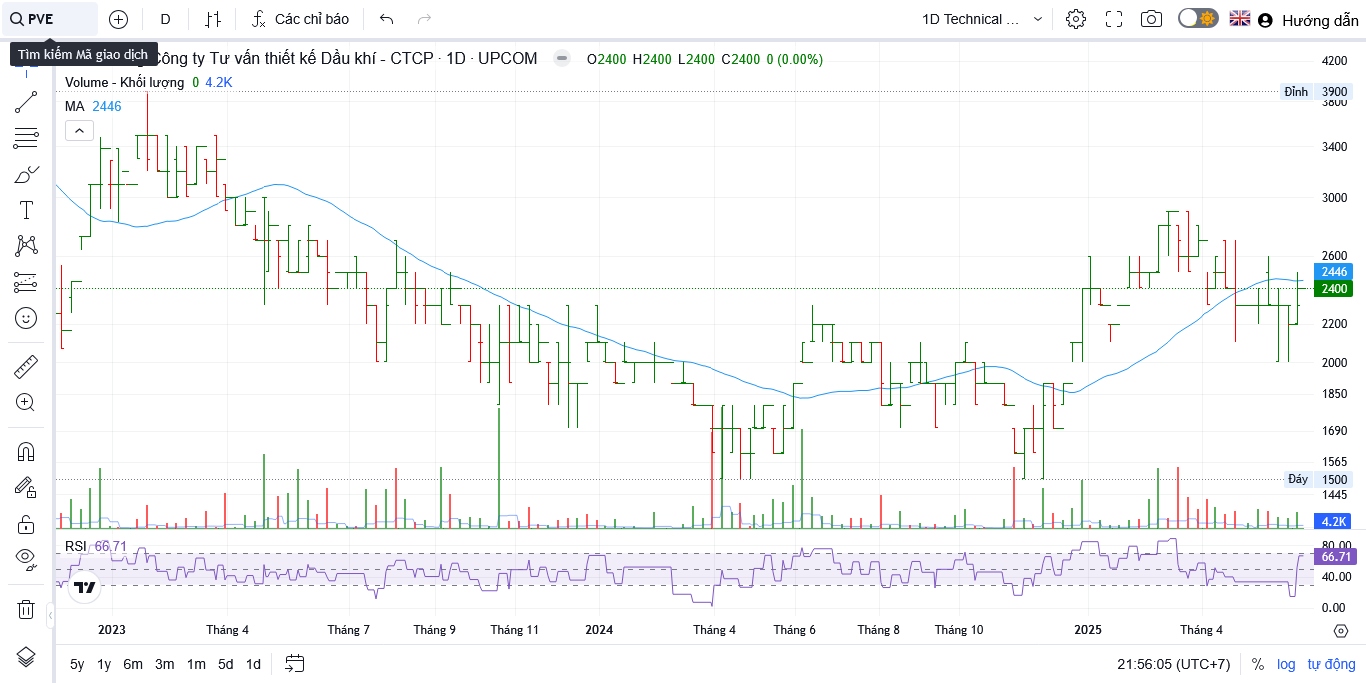 PVE
D
Các chỉ báo
1D Technical ...
Hướng dẫn
Tìm kiếm Mã giao dịch
Công ty Tư vấn thiết kế Dầu khí - CTCP · 1D · UPCOM
O2400 H2400 L2400 C2400 0 (0.00%)
Volume - Khối lượng 0 4.2K
MA 2446
4200
Đỉnh 3900
3800
3400
3000
2600
2446
2400
2200
2000
1850
1690
1565
Đáy 1500
1445
4.2K
RSI 66.71
80.00
66.71
40.00
0.00
2023 Tháng 4 Tháng 7 Tháng 9 Tháng 11 2024 Tháng 4 Tháng 6 Tháng 8 Tháng 10 2025 Tháng 4
5y 1y 6m 3m 1m 5d 1d
21:56:05 (UTC+7) % log tự động